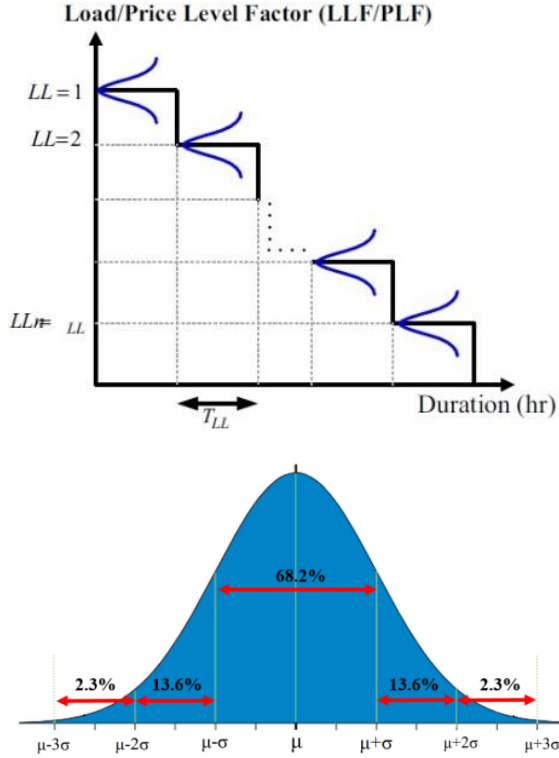 Load/Price Level Factor (LLF/PLF)
LL = 1
LL=2
LLn= LL
T_LL
Duration (hr)
68.2%
2.3%
13.6%
13.6%
2.3%
μ-3σ
μ-2σ
μ-σ
μ
μ+σ
μ+2σ
μ+3σ